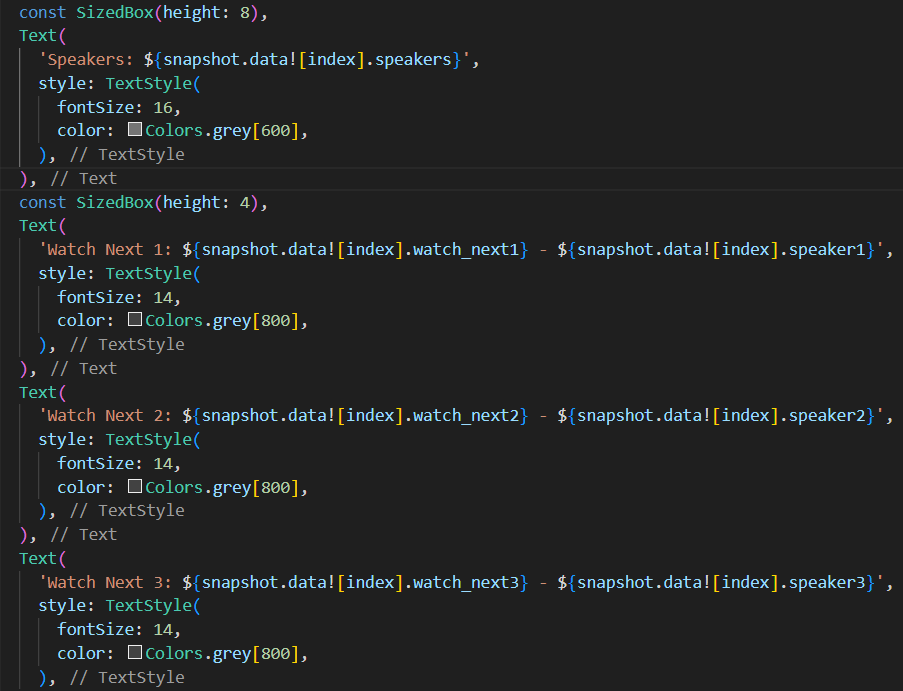 const SizedBox(height: 8),
Text(
  'Speakers: ${snapshot.data![index].speakers}',
  style: TextStyle(
    fontSize: 16,
    color: Colors.grey[600],
  ), // TextStyle
), // Text
const SizedBox(height: 4),
Text(
  'Watch Next 1: ${snapshot.data![index].watch_next1} - ${snapshot.data![index].speaker1}',
  style: TextStyle(
    fontSize: 14,
    color: Colors.grey[800],
  ), // TextStyle
), // Text
Text(
  'Watch Next 2: ${snapshot.data![index].watch_next2} - ${snapshot.data![index].speaker2}',
  style: TextStyle(
    fontSize: 14,
    color: Colors.grey[800],
  ), // TextStyle
), // Text
Text(
  'Watch Next 3: ${snapshot.data![index].watch_next3} - ${snapshot.data![index].speaker3}',
  style: TextStyle(
    fontSize: 14,
    color: Colors.grey[800],
  ), // TextStyle